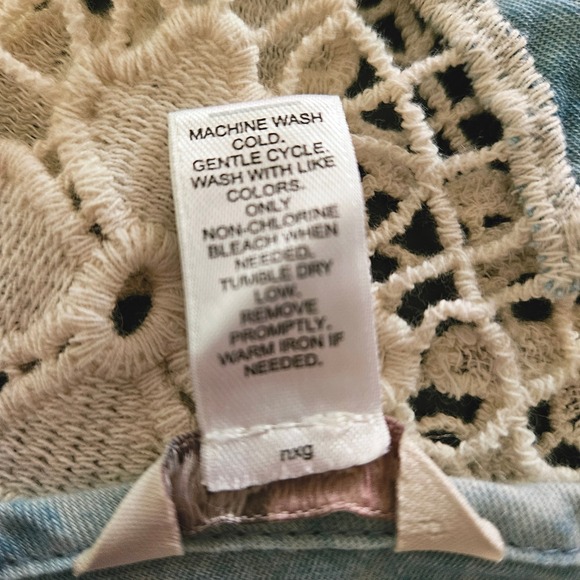 MACHINE WASH
COLD.
GENTLE CYCLE.
WASH WITH LIKE
COLORS.
ONLY
NON-CHLORINE
BLEACH WHEN
NEEDED.
TUMBLE DRY
LOW.
REMOVE
PROMPTLY.
WARM IRON IF
NEEDED.
nxg